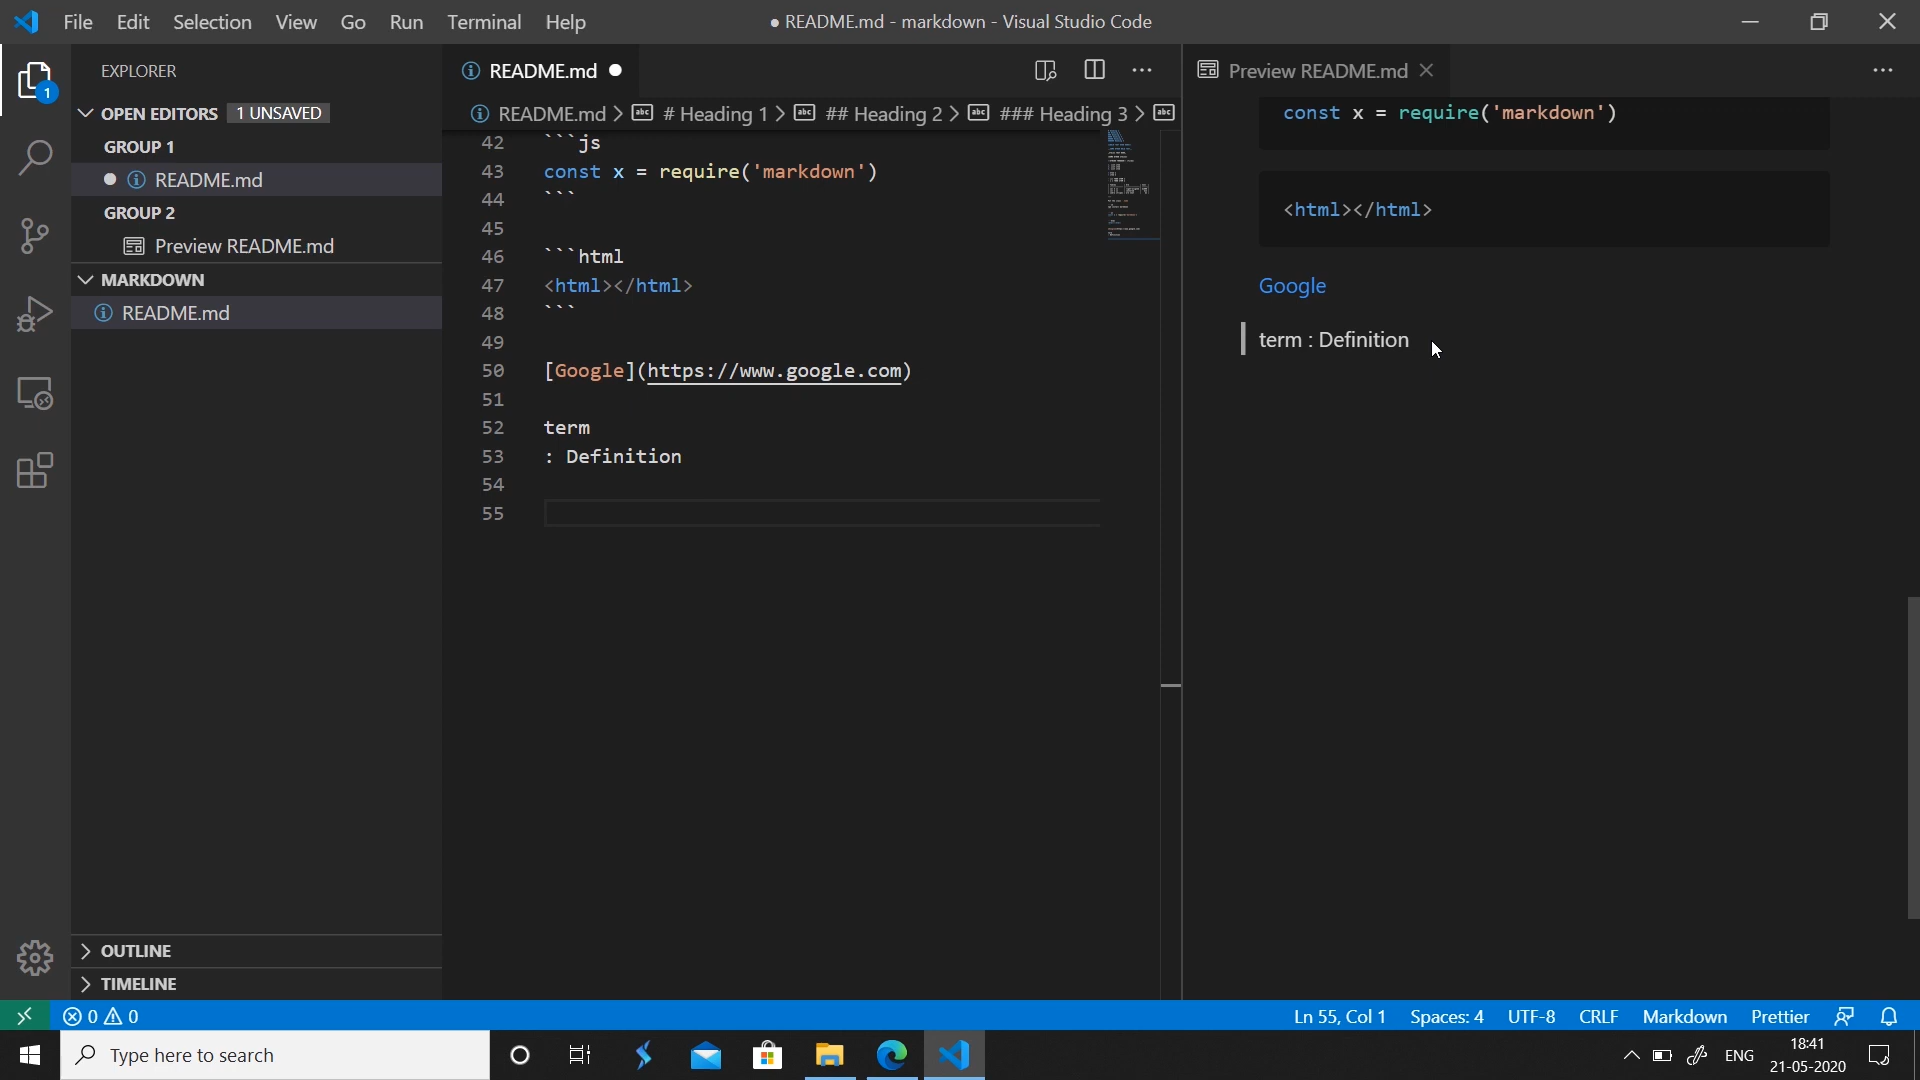 File Edit Selection View Go Run Terminal Help
● README.md - markdown - Visual Studio Code
EXPLORER
OPEN EDITORS 1 UNSAVED
GROUP 1
README.md
GROUP 2
Preview README.md
MARKDOWN
README.md
OUTLINE
TIMELINE
1
README.md
README.md > # Heading 1 > ## Heading 2 > ### Heading 3 >
42 ```js
43 const x = require('markdown')
44 ```
45
46 ```html
47 <html></html>
48 ```
49
50 [Google](https://www.google.com)
51
52 term
53 : Definition
54
55
Preview README.md
const x = require('markdown')
<html></html>
Google
term : Definition
0 0
Ln 55, Col 1 Spaces: 4 UTF-8 CRLF Markdown Prettier
Type here to search
ENG
18:41
21-05-2020